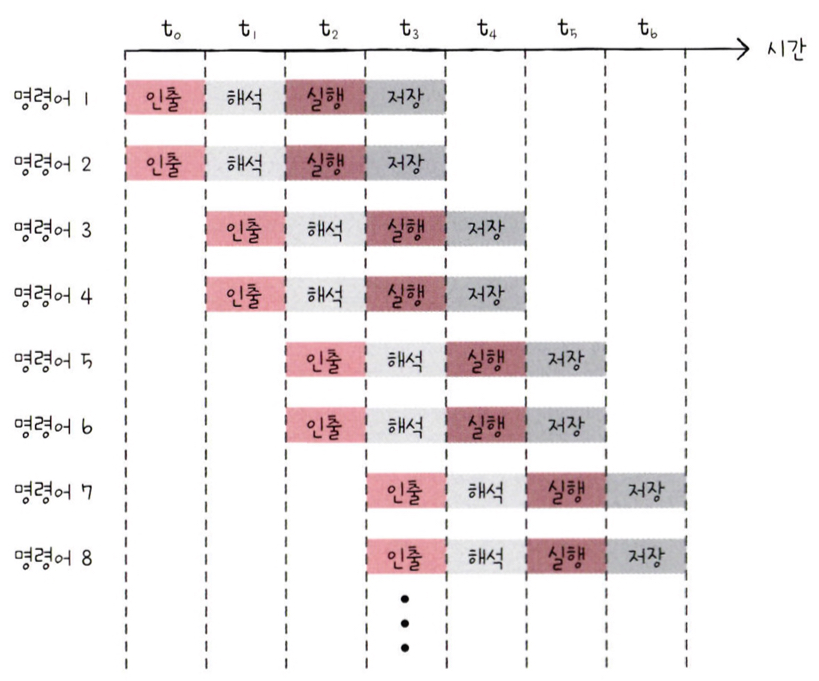 t₀ t₁ t₂ t₃ t₄ t₅ t₆
시간
명령어 1 인출 해석 실행 저장
명령어 2 인출 해석 실행 저장
명령어 3 인출 해석 실행 저장
명령어 4 인출 해석 실행 저장
명령어 5 인출 해석 실행 저장
명령어 6 인출 해석 실행 저장
명령어 7 인출 해석 실행 저장
명령어 8 인출 해석 실행 저장